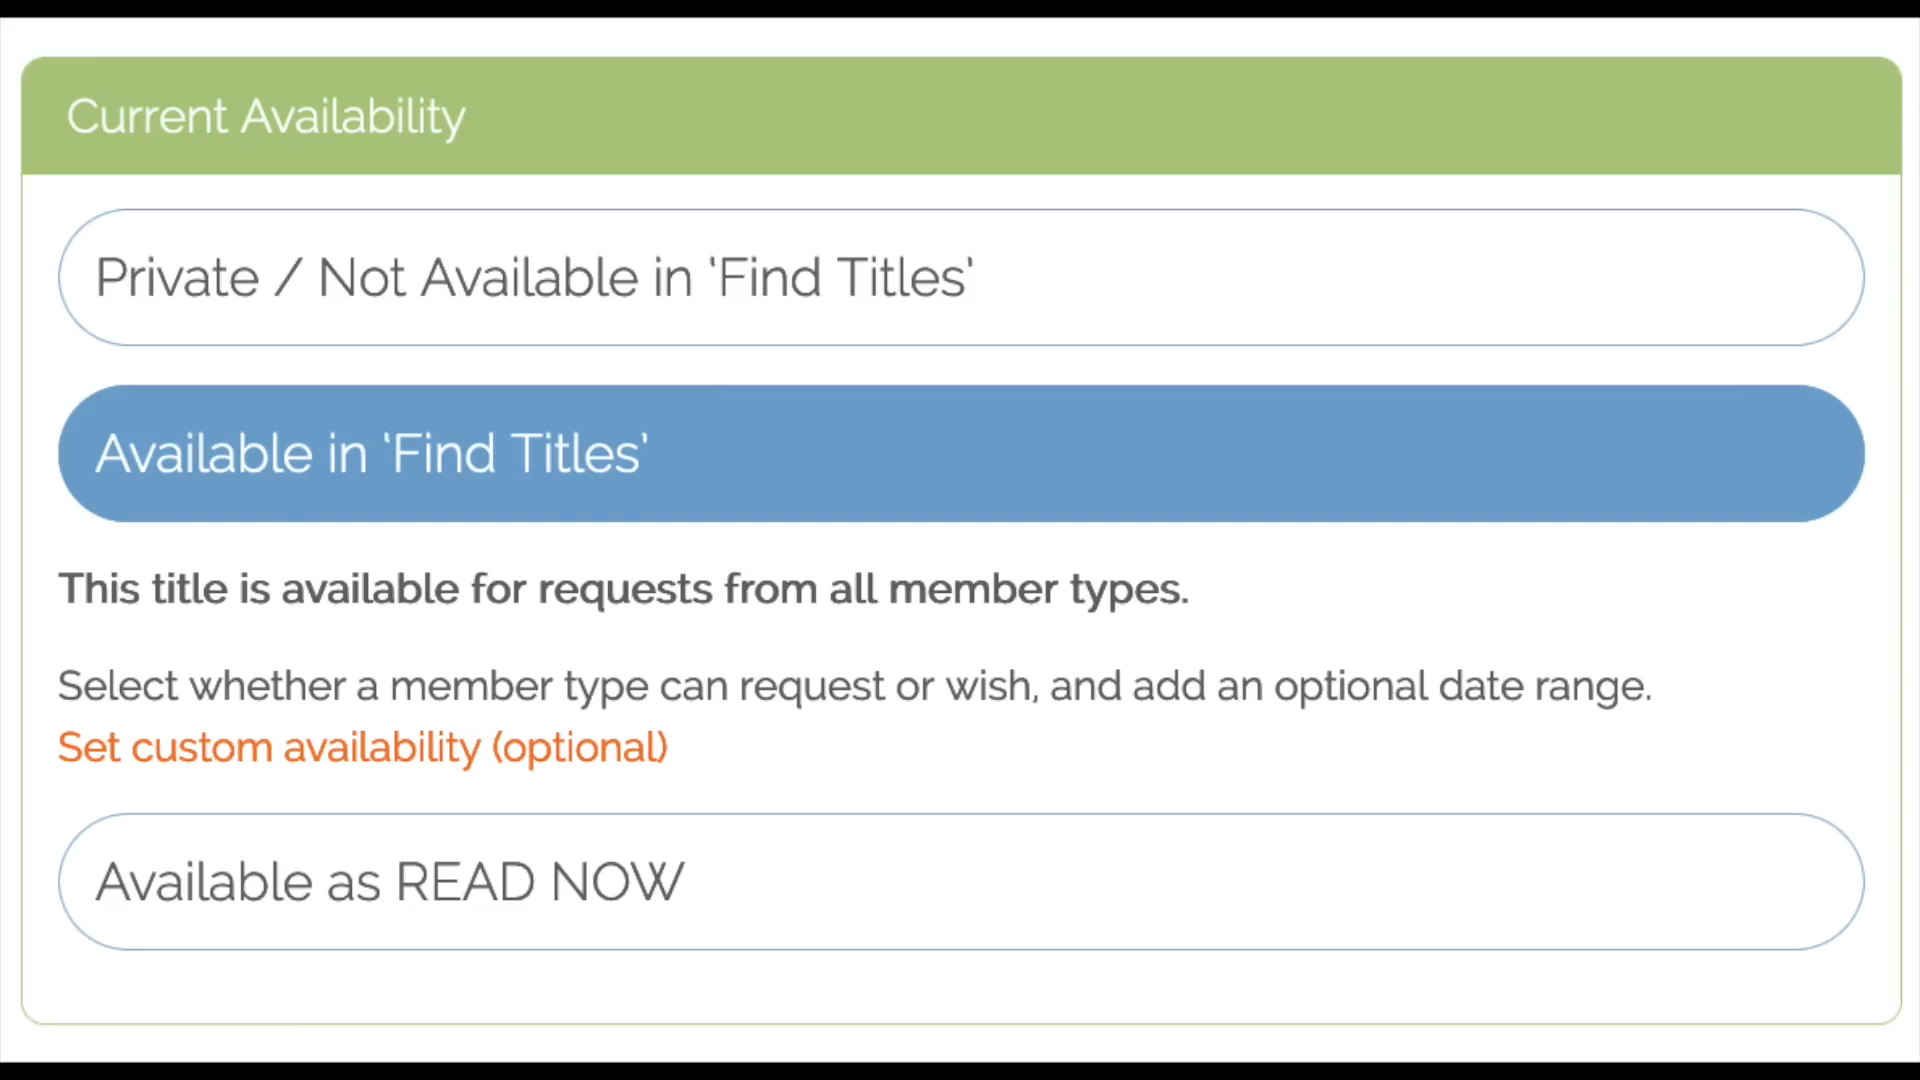 Current Availability
Private / Not Available in ‘Find Titles’
Available in ‘Find Titles’
This title is available for requests from all member types.
Select whether a member type can request or wish, and add an optional date range.
Set custom availability (optional)
Available as READ NOW